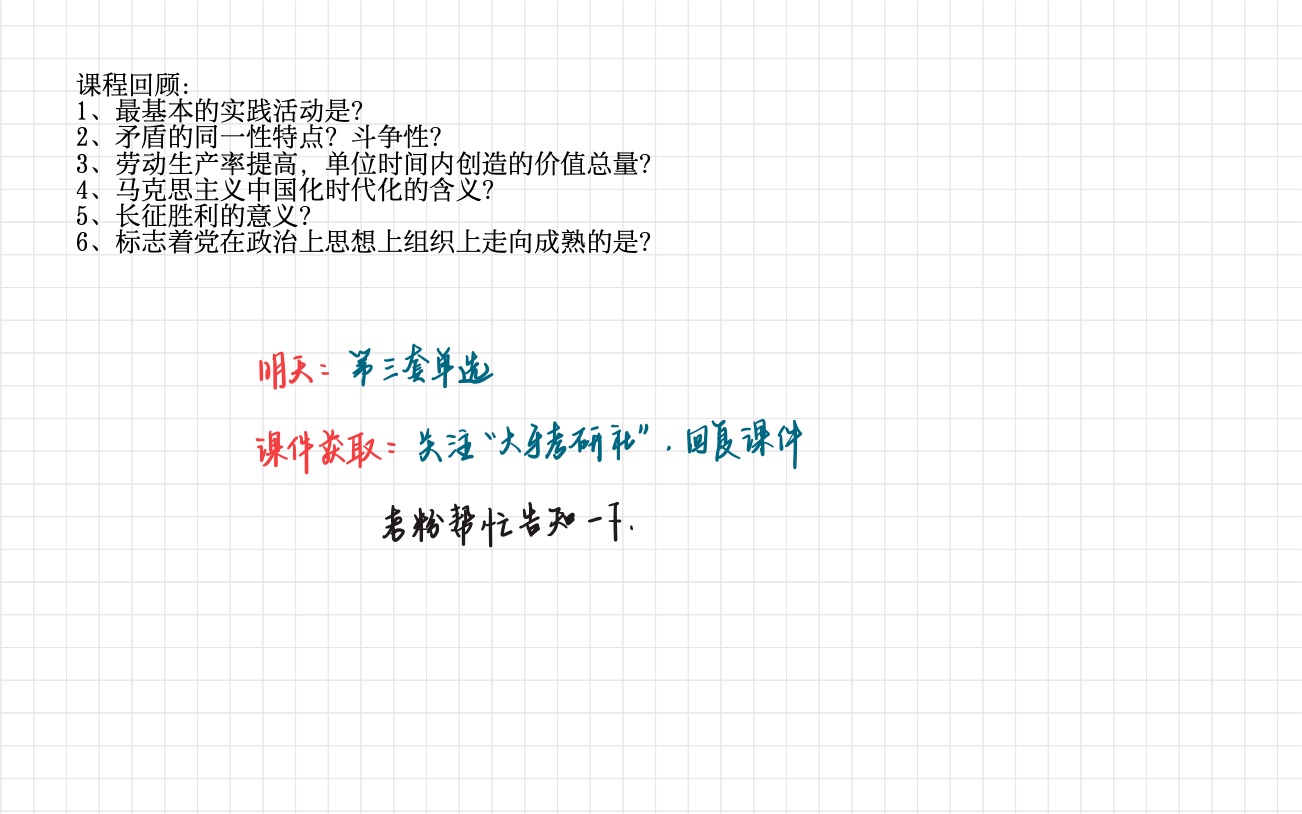 课程回顾：
1、最基本的实践活动是？
2、矛盾的同一性特点？斗争性？
3、劳动生产率提高，单位时间内创造的价值总量？
4、马克思主义中国化时代化的含义？
5、长征胜利的意义？
6、标志着党在政治上思想上组织上走向成熟的是？
明天：第三套单选
课件获取：关注“大牙考研社”，回复课件
老粉帮忙告知一下.